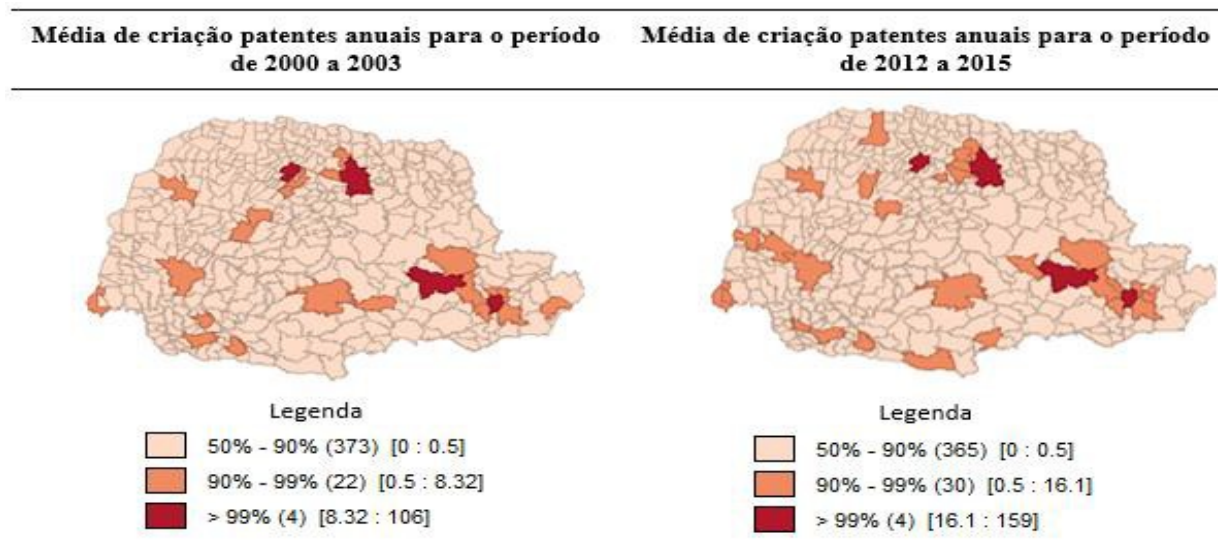 Média de criação patentes anuais para o período
de 2000 a 2003
Média de criação patentes anuais para o período
de 2012 a 2015
Legenda
50% - 90% (373) [0 : 0.5]
90% - 99% (22) [0.5 : 8.32]
> 99% (4) [8.32 : 106]
Legenda
50% - 90% (365) [0 : 0.5]
90% - 99% (30) [0.5 : 16.1]
> 99% (4) [16.1 : 159]